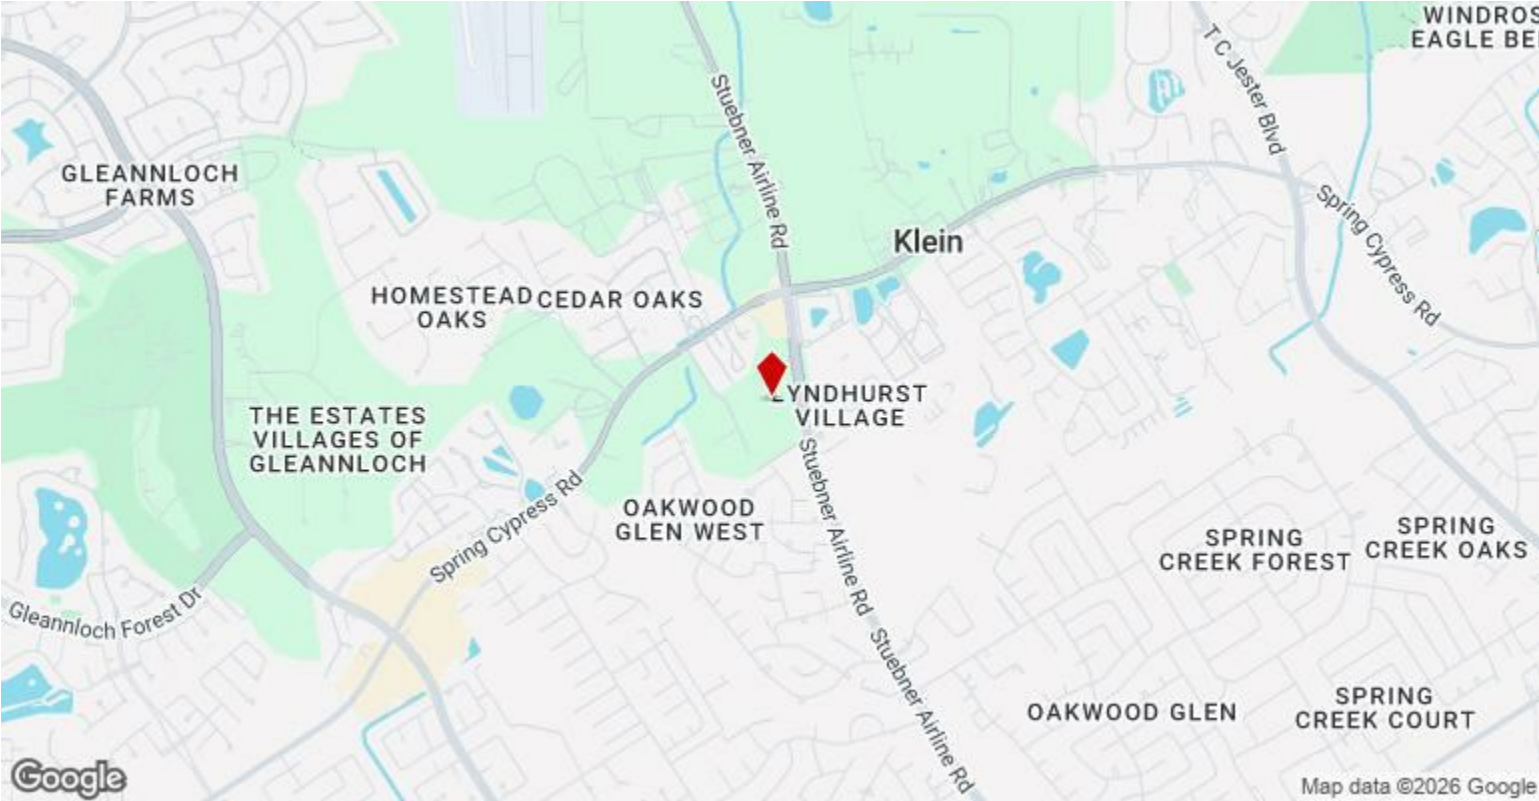 WINDROS
EAGLE BE
T C Jester Blvd
Stuebner Airline Rd
GLEANNLOCH
FARMS
Spring Cypress Rd
Klein
HOMESTEAD
OAKS
CEDAR OAKS
LYNDHURST
VILLAGE
THE ESTATES
VILLAGES OF
GLEANNLOCH
Stuebner Airline Rd
Spring Cypress Rd
OAKWOOD
GLEN WEST
SPRING
CREEK FOREST
SPRING
CREEK OAKS
Gleannloch Forest Dr
Stuebner Airline Rd
OAKWOOD GLEN
SPRING
CREEK COURT
Google
Map data ©2026 Google